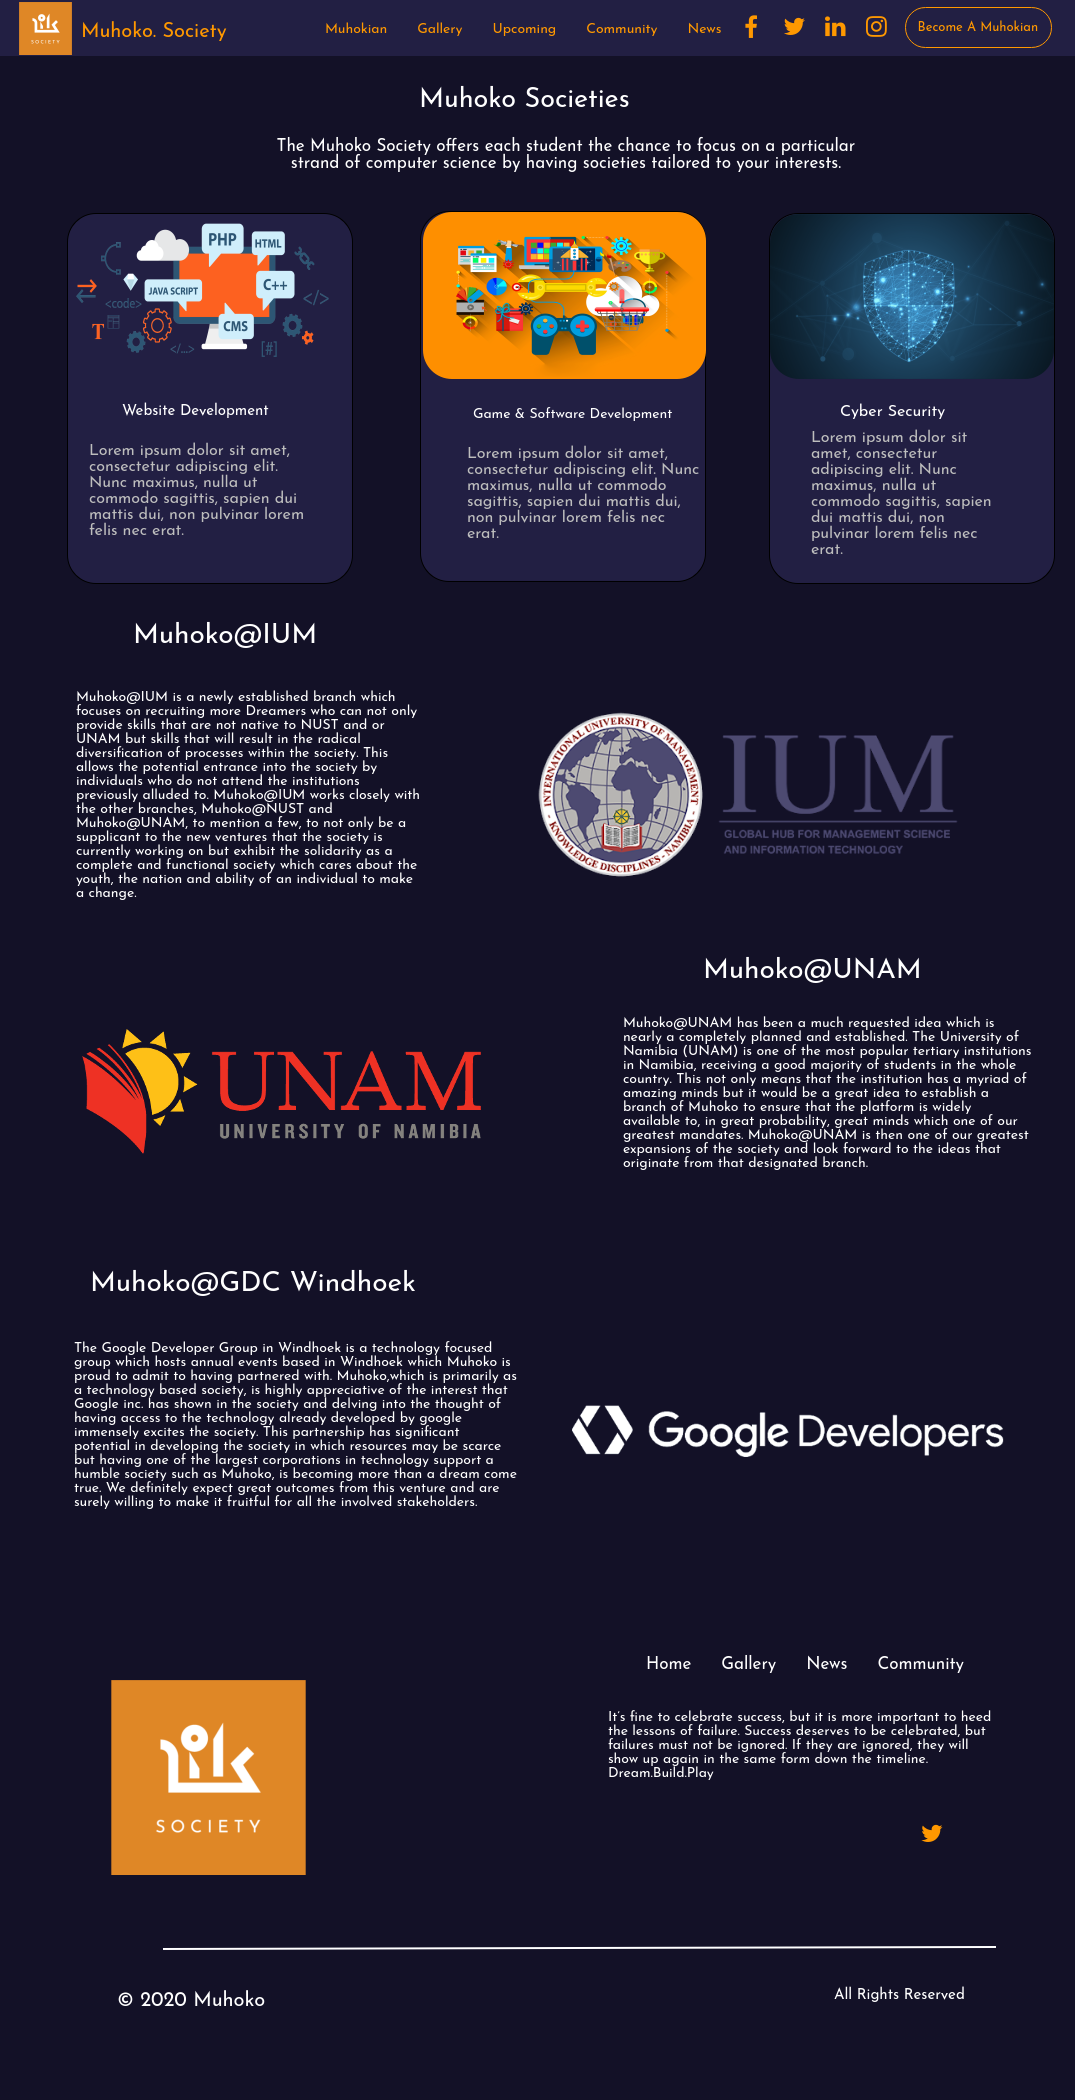 SOCIETY
Muhoko. Society
Muhokian
Gallery
Upcoming
Community
News
Become A Muhokian
Muhoko Societies
The Muhoko Society offers each student the chance to focus on a particular
strand of computer science by having societies tailored to your interests.
PHP
HTML
JAVA SCRIPT
C++
<code>
</>
T
CMS
</...>
[#]
Website Development
Lorem ipsum dolor sit amet,
consectetur adipiscing elit.
Nunc maximus, nulla ut
commodo sagittis, sapien dui
mattis dui, non pulvinar lorem
felis nec erat.
Game & Software Development
Lorem ipsum dolor sit amet,
consectetur adipiscing elit. Nunc
maximus, nulla ut commodo
sagittis, sapien dui mattis dui,
non pulvinar lorem felis nec
erat.
Cyber Security
Lorem ipsum dolor sit
amet, consectetur
adipiscing elit. Nunc
maximus, nulla ut
commodo sagittis, sapien
dui mattis dui, non
pulvinar lorem felis nec
erat.
Muhoko@IUM
Muhoko@IUM is a newly established branch which
focuses on recruiting more Dreamers who can not only
provide skills that are not native to NUST and or
UNAM but skills that will result in the radical
diversification of processes within the society. This
allows the potential entrance into the society by
individuals who do not attend the institutions
previously alluded to. Muhoko@IUM works closely with
the other branches, Muhoko@NUST and
Muhoko@UNAM, to mention a few, to not only be a
supplicant to the new ventures that the society is
currently working on but exhibit the solidarity as a
complete and functional society which cares about the
youth, the nation and ability of an individual to make
a change.
INTERNATIONAL UNIVERSITY OF MANAGEMENT
- KNOWLEDGE DISCIPLINES - NAMIBIA -
IUM
GLOBAL HUB FOR MANAGEMENT SCIENCE
AND INFORMATION TECHNOLOGY
Muhoko@UNAM
Muhoko@UNAM has been a much requested idea which is
nearly a completely planned and established. The University of
Namibia (UNAM) is one of the most popular tertiary institutions
in Namibia, receiving a good majority of students in the whole
country. This not only means that the institution has a myriad of
amazing minds but it would be a great idea to establish a
branch of Muhoko to ensure that the platform is widely
available to, in great probability, great minds which one of our
greatest mandates. Muhoko@UNAM is then one of our greatest
expansions of the society and look forward to the ideas that
originate from that designated branch.
UNAM
UNIVERSITY OF NAMIBIA
Muhoko@GDC Windhoek
The Google Developer Group in Windhoek is a technology focused
group which hosts annual events based in Windhoek which Muhoko is
proud to admit to having partnered with. Muhoko,which is primarily as
a technology based society, is highly appreciative of the interest that
Google inc. has shown in the society and delving into the thought of
having access to the technology already developed by google
immensely excites the society. This partnership has significant
potential in developing the society in which resources may be scarce
but having one of the largest corporations in technology support a
humble society such as Muhoko, is becoming more than a dream come
true. We definitely expect great outcomes from this venture and are
surely willing to make it fruitful for all the involved stakeholders.
Google Developers
Home
Gallery
News
Community
SOCIETY
It's fine to celebrate success, but it is more important to heed
the lessons of failure. Success deserves to be celebrated, but
failures must not be ignored. If they are ignored, they will
show up again in the same form down the timeline.
Dream.Build.Play
© 2020 Muhoko
All Rights Reserved